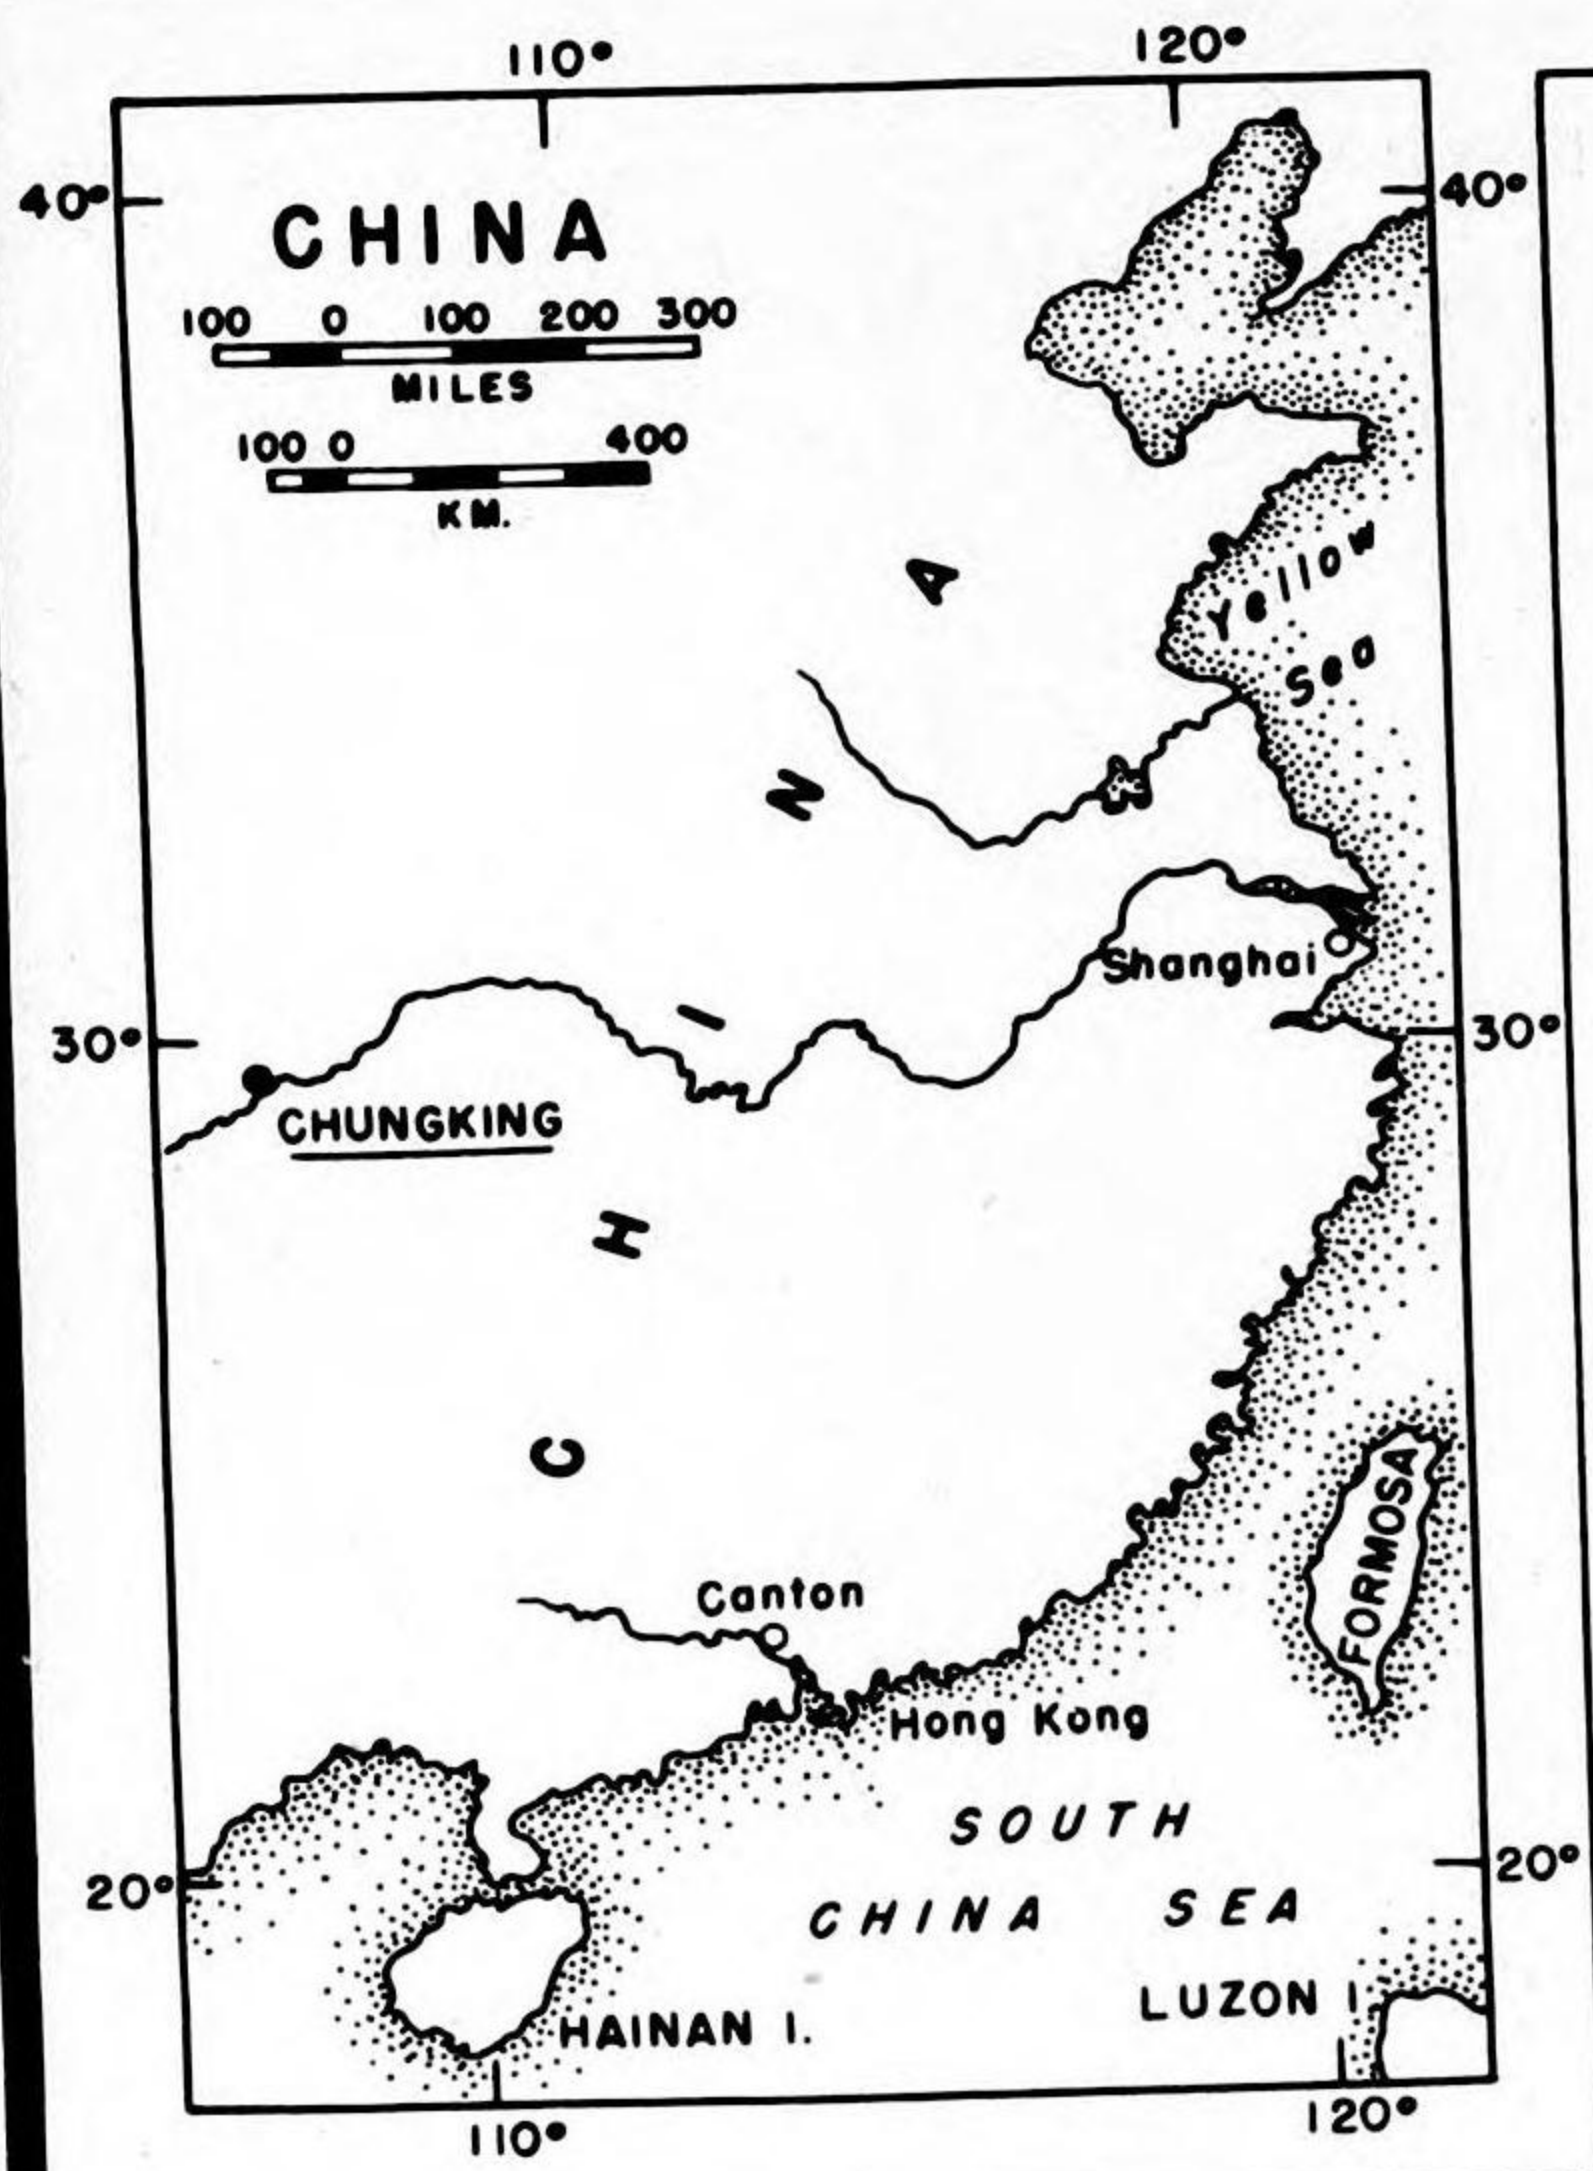 110° 120°
40° 40°
CHINA
100 0 100 200 300
MILES
100 0 400
KM.
Yellow
Sea
CHINA
Shanghai
30° 30°
CHUNGKING
FORMOSA
Canton
Hong Kong
SOUTH
20° 20°
CHINA SEA
LUZON I.
HAINAN I.
110° 120°